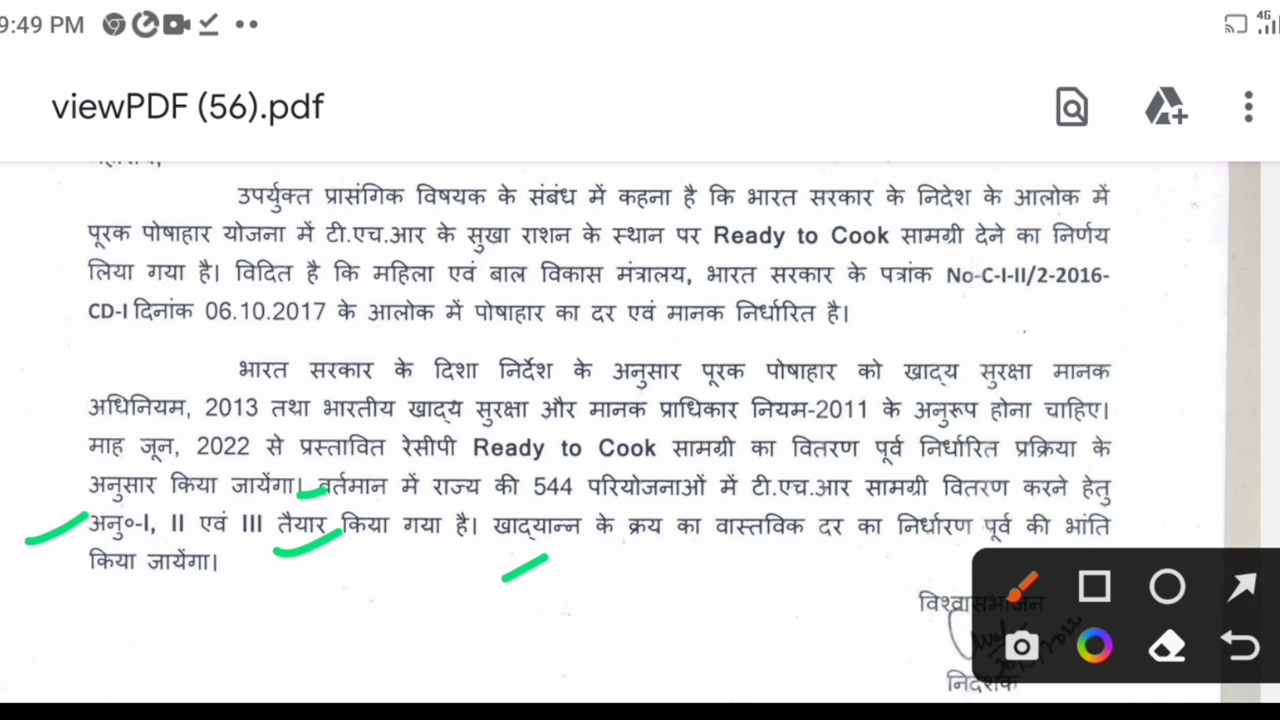 9:49 PM
4G
viewPDF (56).pdf
उपर्युक्त प्रासंगिक विषयक के संबंध में कहना है कि भारत सरकार के निदेश के आलोक में
पूरक पोषाहार योजना में टी.एच.आर के सुखा राशन के स्थान पर Ready to Cook सामग्री देने का निर्णय
लिया गया है। विदित है कि महिला एवं बाल विकास मंत्रालय, भारत सरकार के पत्रांक No-C-I-II/2-2016-
CD-I दिनांक 06.10.2017 के आलोक में पोषाहार का दर एवं मानक निर्धारित है।
भारत सरकार के दिशा निर्देश के अनुसार पूरक पोषाहार को खाद्य सुरक्षा मानक
अधिनियम, 2013 तथा भारतीय खाद्य सुरक्षा और मानक प्राधिकार नियम-2011 के अनुरूप होना चाहिए।
माह जून, 2022 से प्रस्तावित रेसीपी Ready to Cook सामग्री का वितरण पूर्व निर्धारित प्रक्रिया के
अनुसार किया जायेंगा। वर्तमान में राज्य की 544 परियोजनाओं में टी.एच.आर सामग्री वितरण करने हेतु
अनु०-I, II एवं III तैयार किया गया है। खाद्यान्न के क्रय का वास्तविक दर का निर्धारण पूर्व की भांति
किया जायेंगा।
विश्वासभाजन
निदेशक